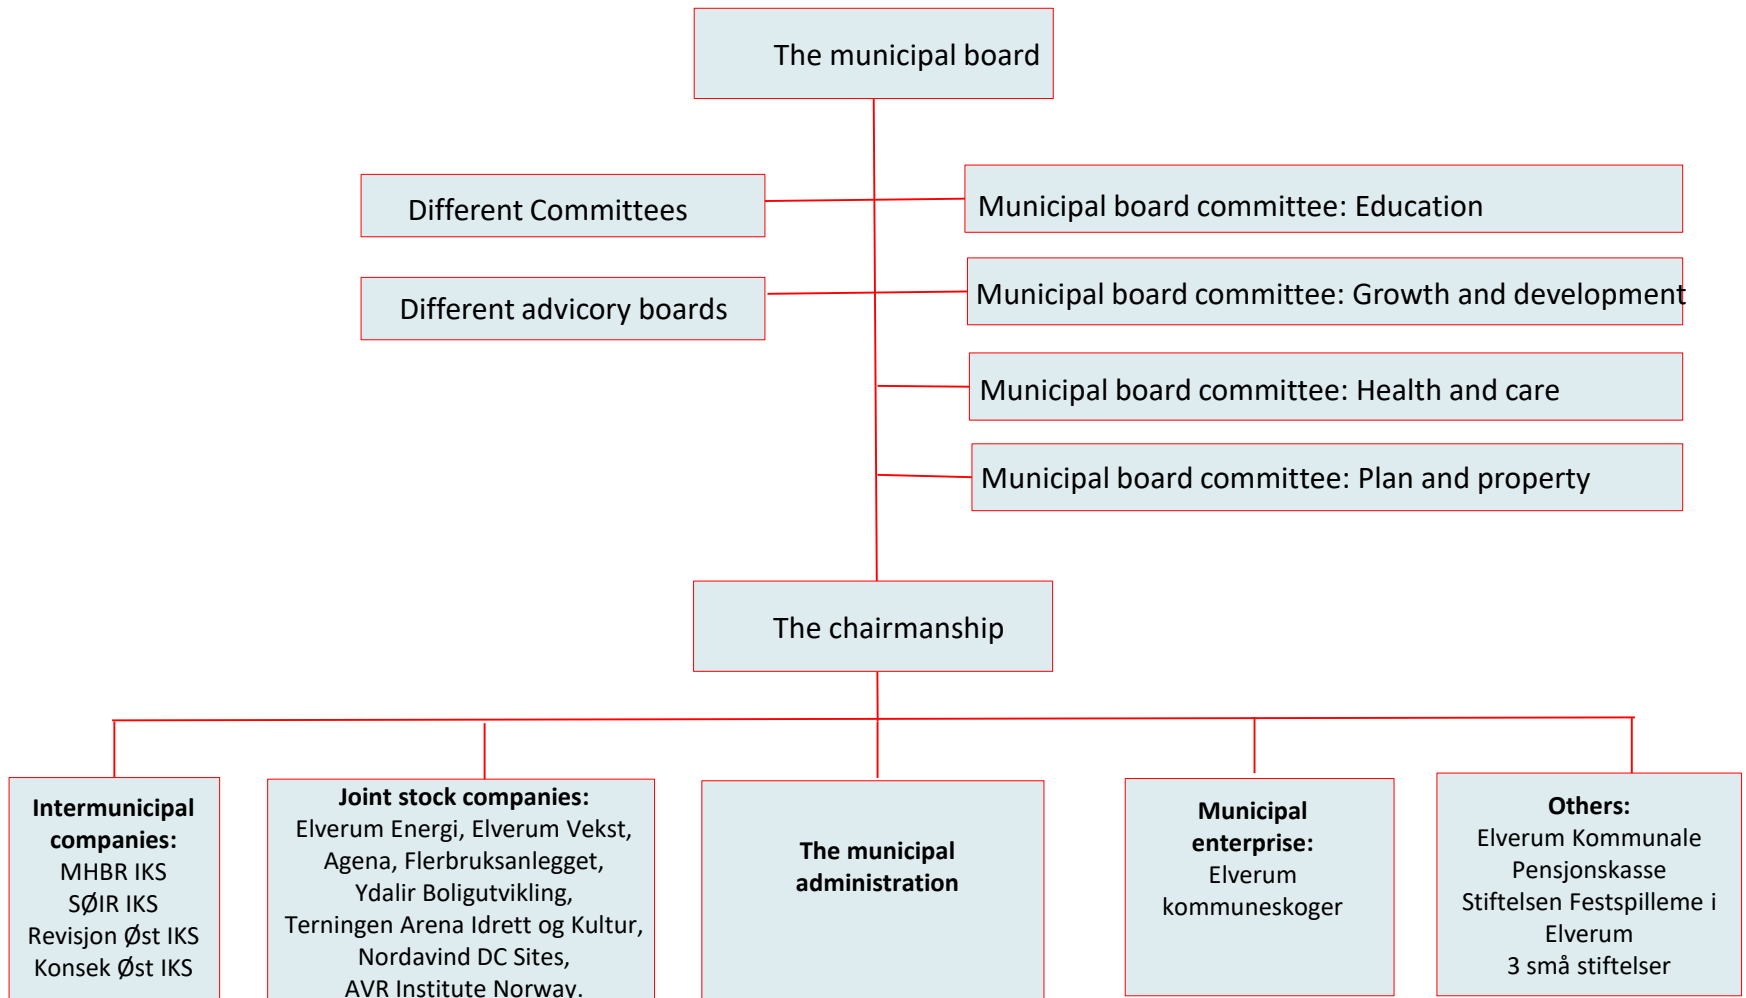 The municipal board
Different Committees
Municipal board committee: Education
Different advicory boards
Municipal board committee: Growth and development
Municipal board committee: Health and care
Municipal board committee: Plan and property
The chairmanship
Intermunicipal
companies:
MHBR IKS
SØIR IKS
Revisjon Øst IKS
Konsek Øst IKS
Joint stock companies:
Elverum Energi, Elverum Vekst,
Agena, Flerbruksanlegget,
Ydalir Boligutvikling,
Terningen Arena Idrett og Kultur,
Nordavind DC Sites,
AVR Institute Norway.
The municipal
administration
Municipal
enterprise:
Elverum
kommuneskoger
Others:
Elverum Kommunale
Pensjonskasse
Stiftelsen Festspilleme i
Elverum
3 små stiftelser